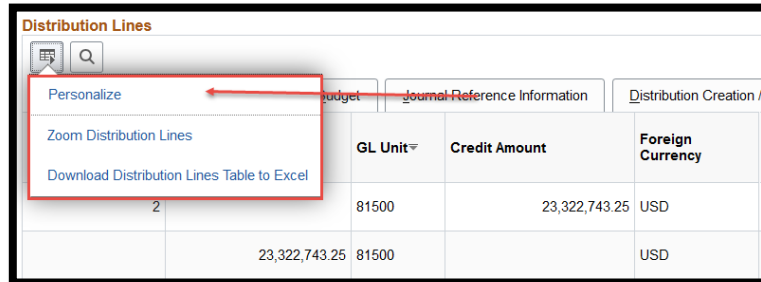 Distribution Lines
Personalize
Journal Reference Information
Distribution Creation /
Zoom Distribution Lines
Download Distribution Lines Table to Excel
GL Unit
Credit Amount
Foreign
Currency
2
81500
23,322,743.25
USD
23,322,743.25
81500
USD